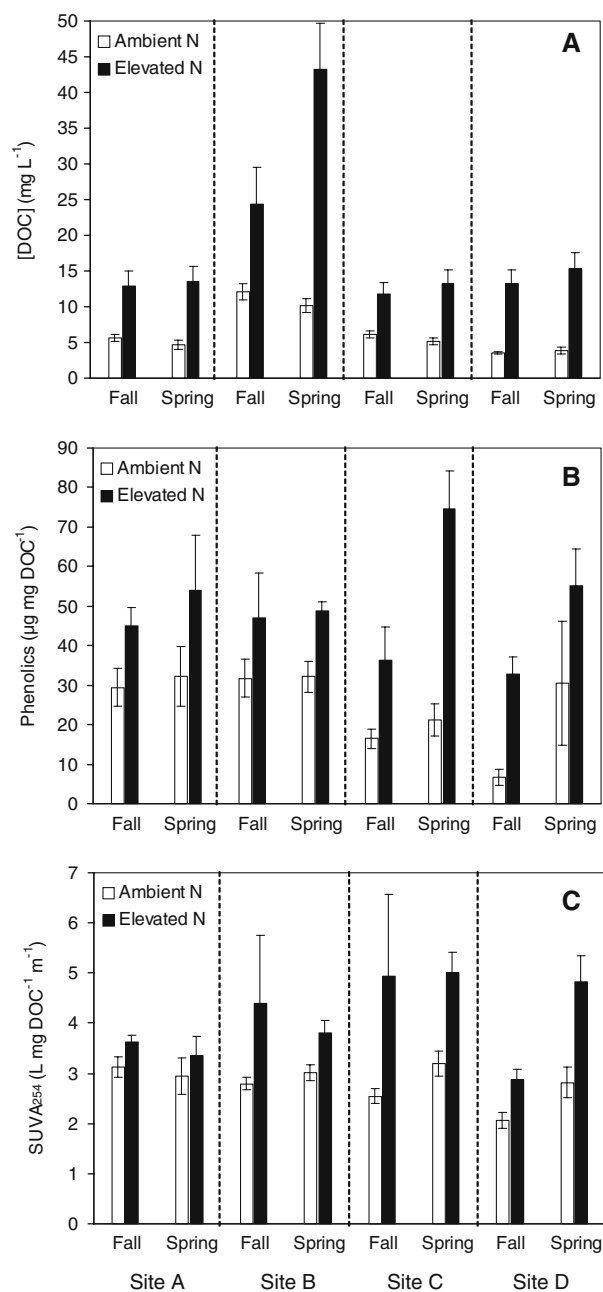 50
45
40
35
30
25
20
15
10
5
0
[DOC] (mg L⁻¹)
Ambient N
Elevated N
A
Fall Spring Fall Spring Fall Spring Fall Spring
90
80
70
60
50
40
30
20
10
0
Phenolics (µg mg DOC⁻¹)
Ambient N
Elevated N
B
Fall Spring Fall Spring Fall Spring Fall Spring
7
6
5
4
3
2
1
0
SUVA₂₅₄ (L mg DOC⁻¹ m⁻¹)
Ambient N
Elevated N
C
Fall Spring Fall Spring Fall Spring Fall Spring
Site A Site B Site C Site D